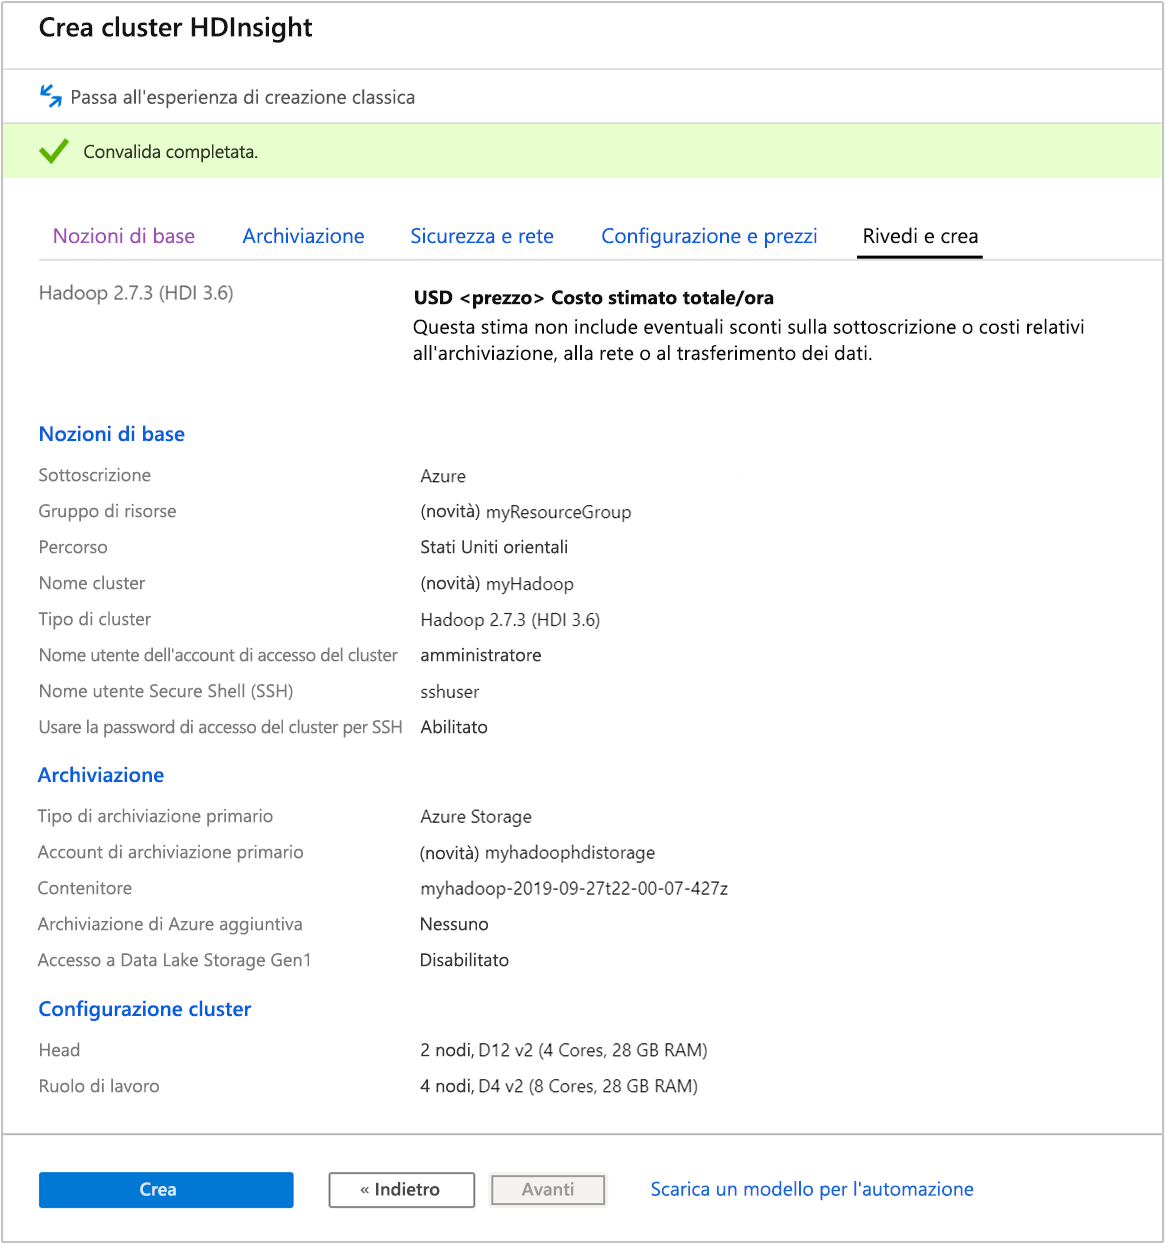 Crea cluster HDInsight
Passa all'esperienza di creazione classica
Convalida completata.
Nozioni di base Archiviazione Sicurezza e rete Configurazione e prezzi Rivedi e crea
Hadoop 2.7.3 (HDI 3.6)
USD <prezzo> Costo stimato totale/ora
Questa stima non include eventuali sconti sulla sottoscrizione o costi relativi
all'archiviazione, alla rete o al trasferimento dei dati.
Nozioni di base
Sottoscrizione Azure
Gruppo di risorse (novità) myResourceGroup
Percorso Stati Uniti orientali
Nome cluster (novità) myHadoop
Tipo di cluster Hadoop 2.7.3 (HDI 3.6)
Nome utente dell'account di accesso del cluster amministratore
Nome utente Secure Shell (SSH) sshuser
Usare la password di accesso del cluster per SSH Abilitato
Archiviazione
Tipo di archiviazione primario Azure Storage
Account di archiviazione primario (novità) myhadoophdistorage
Contenitore myhadoop-2019-09-27t22-00-07-427z
Archiviazione di Azure aggiuntiva Nessuno
Accesso a Data Lake Storage Gen1 Disabilitato
Configurazione cluster
Head 2 nodi, D12 v2 (4 Cores, 28 GB RAM)
Ruolo di lavoro 4 nodi, D4 v2 (8 Cores, 28 GB RAM)
Crea « Indietro Avanti Scarica un modello per l'automazione